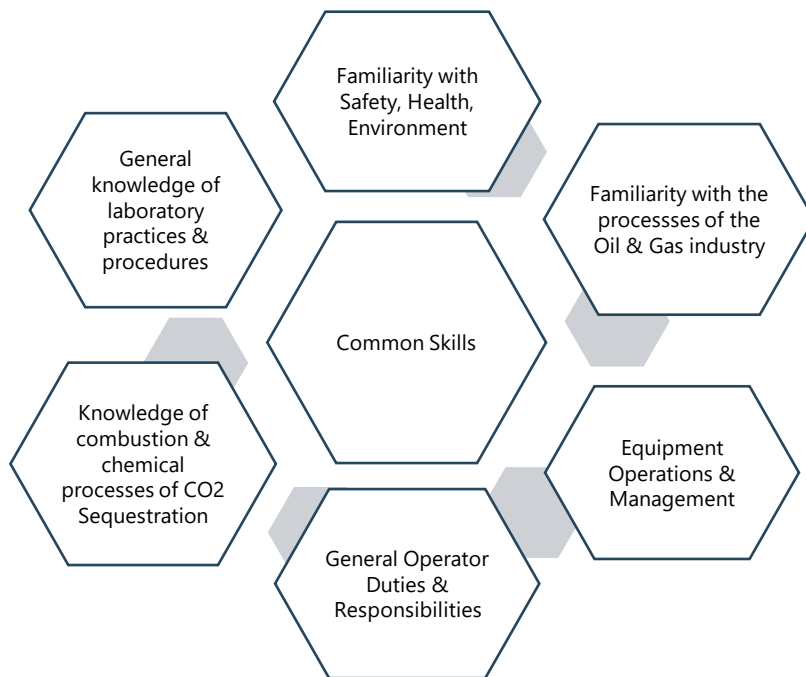 Familiarity with
Safety, Health,
Environment
General
knowledge of
laboratory
practices &
procedures
Familiarity with the
processses of the
Oil & Gas industry
Common Skills
Knowledge of
combustion &
chemical
processes of CO2
Sequestration
Equipment
Operations &
Management
General Operator
Duties &
Responsibilities